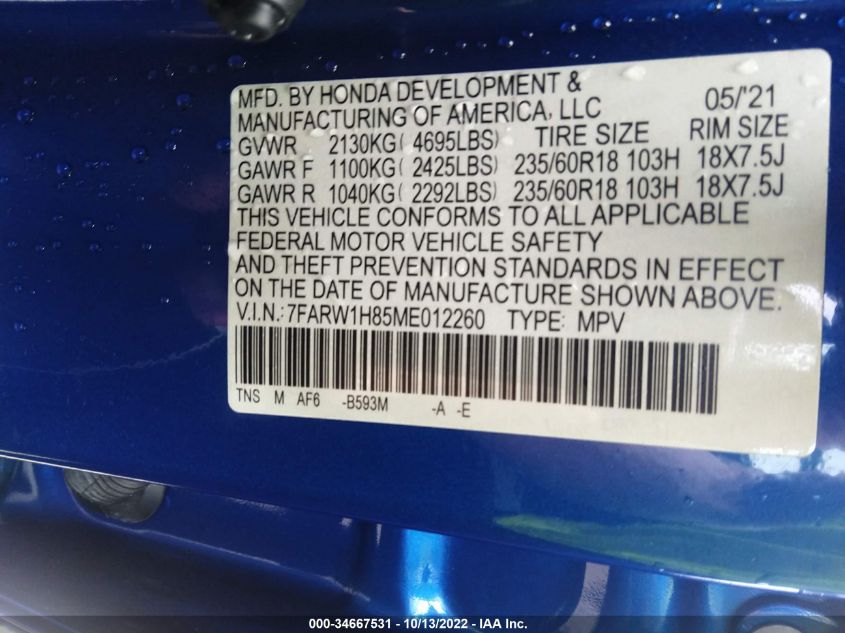 MFD. BY HONDA DEVELOPMENT &
MANUFACTURING OF AMERICA, LLC 05/'21
GVWR 2130KG( 4695LBS) TIRE SIZE RIM SIZE
GAWR F 1100KG( 2425LBS) 235/60R18 103H 18X7.5J
GAWR R 1040KG( 2292LBS) 235/60R18 103H 18X7.5J
THIS VEHICLE CONFORMS TO ALL APPLICABLE
FEDERAL MOTOR VEHICLE SAFETY
AND THEFT PREVENTION STANDARDS IN EFFECT
ON THE DATE OF MANUFACTURE SHOWN ABOVE.
V.I.N.: 7FARW1H85ME012260 TYPE: MPV
TNS M AF6 -B593M -A -E
000-34667531 - 10/13/2022 - IAA Inc.